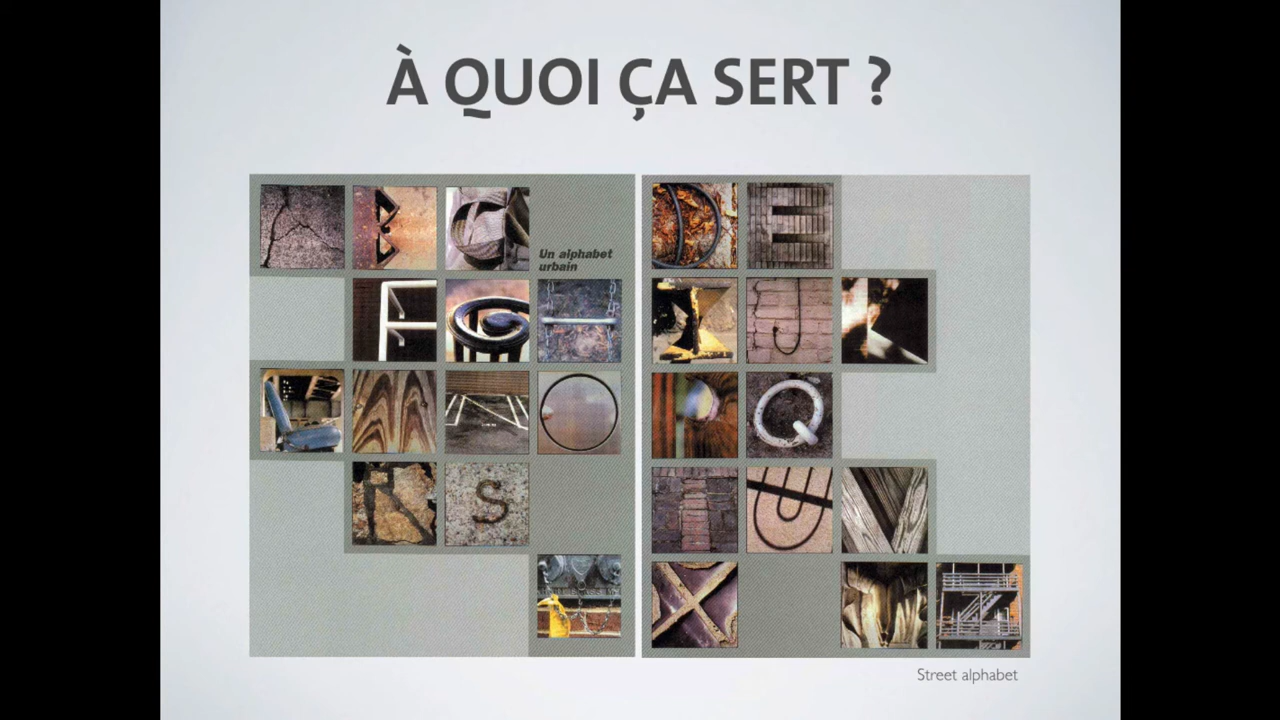 À QUOI ÇA SERT ?
Un alphabet
urbain
A B C D E
F G H I J K
L M N O P Q
R S T U V
W X Y Z
Street alphabet